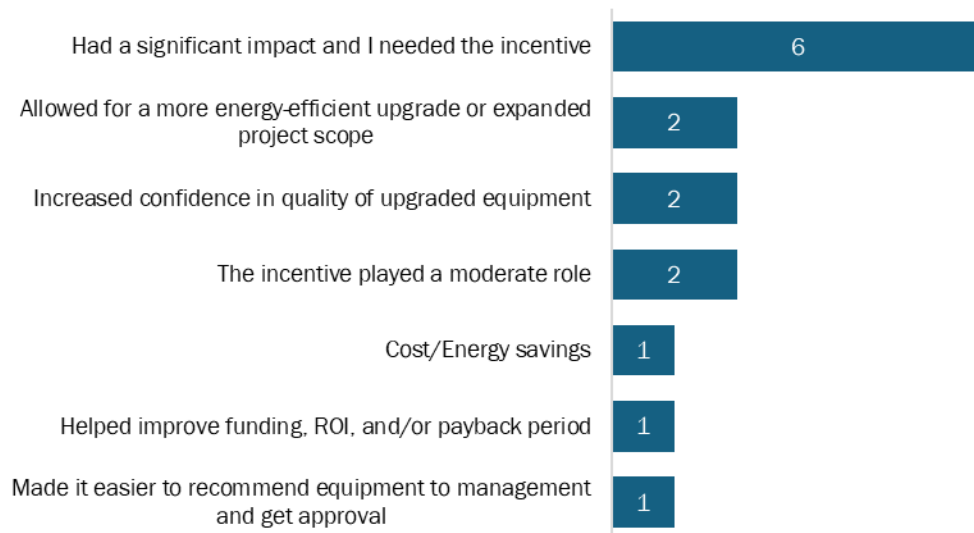 Had a significant impact and I needed the incentive
6
Allowed for a more energy-efficient upgrade or expanded
project scope
2
Increased confidence in quality of upgraded equipment
2
The incentive played a moderate role
2
Cost/Energy savings
1
Helped improve funding, ROI, and/or payback period
1
Made it easier to recommend equipment to management
and get approval
1